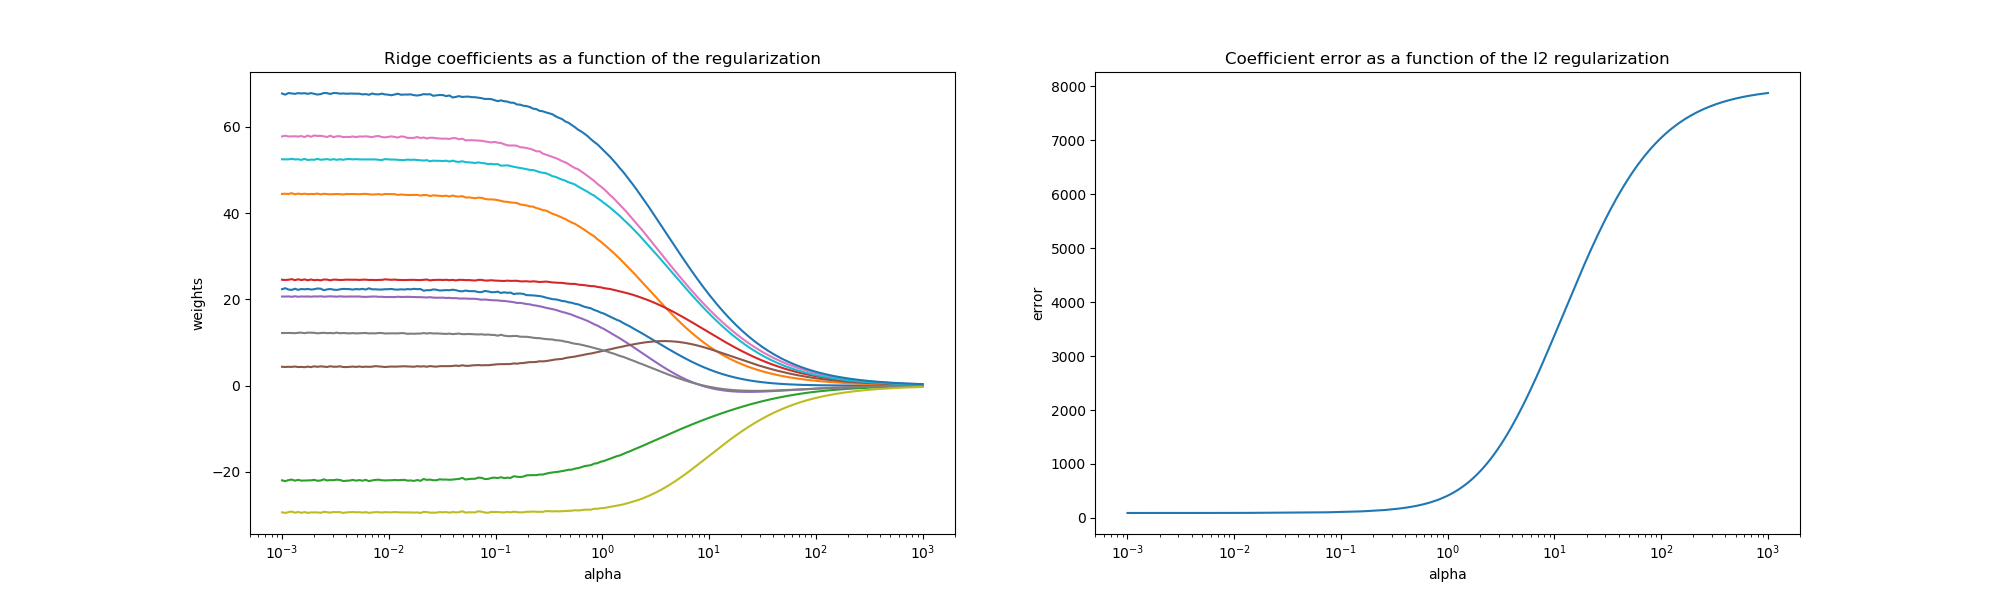 Ridge coefficients as a function of the regularization
60
40
20
0
−20
weights
10⁻³ 10⁻² 10⁻¹ 10⁰ 10¹ 10² 10³
alpha
Coefficient error as a function of the l2 regularization
8000
7000
6000
5000
4000
3000
2000
1000
0
error
10⁻³ 10⁻² 10⁻¹ 10⁰ 10¹ 10² 10³
alpha